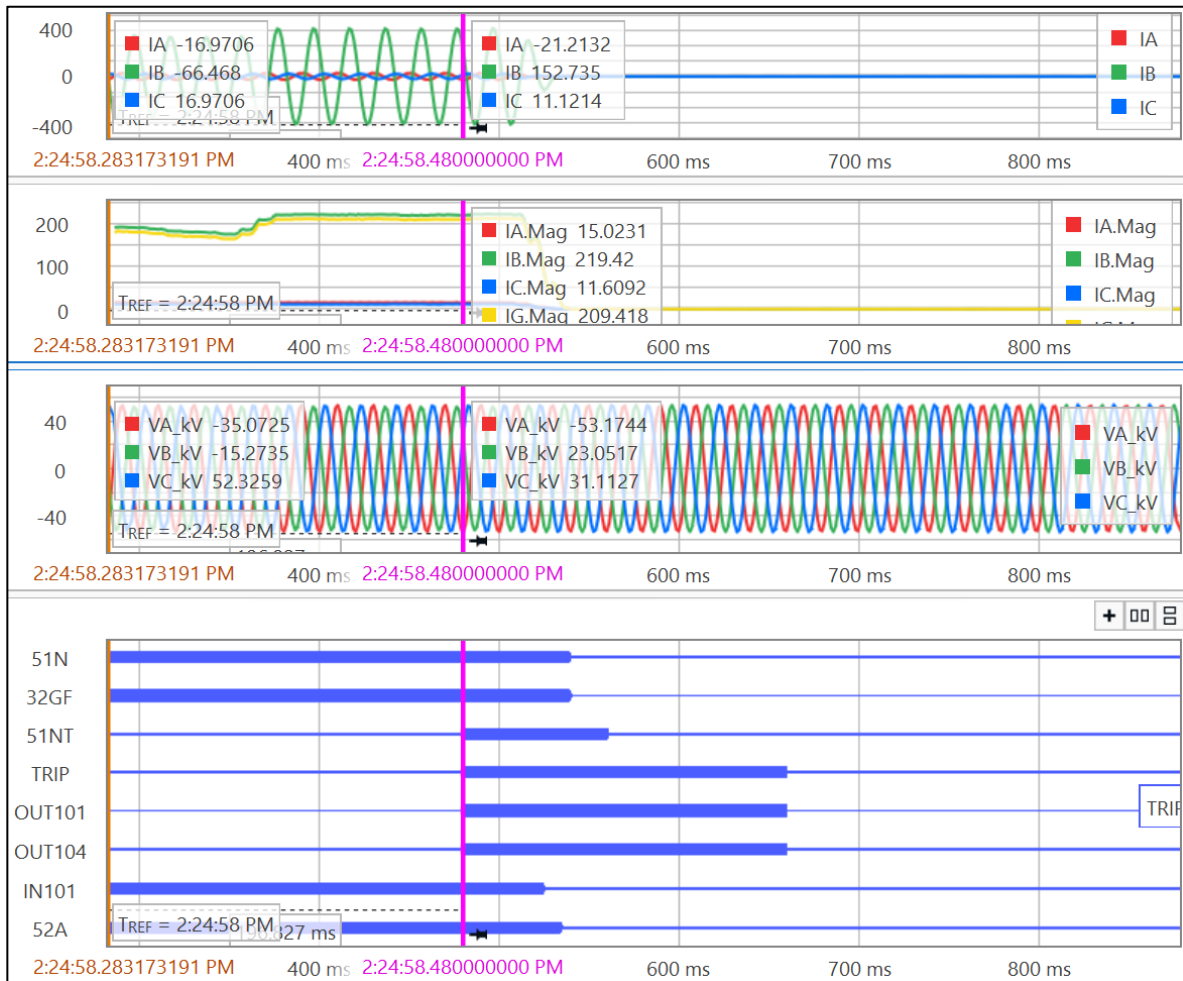 400
0
-400
IA -16.9706
IB -66.468
IC 16.9706
TREF = 2:24:58 PM
IA -21.2132
IB 152.735
IC 11.1214
IA
IB
IC
2:24:58.283173191 PM 400 ms 2:24:58.480000000 PM 600 ms 700 ms 800 ms
200
100
0
TREF = 2:24:58 PM
IA.Mag 15.0231
IB.Mag 219.42
IC.Mag 11.6092
IG.Mag 209.418
IA.Mag
IB.Mag
IC.Mag
2:24:58.283173191 PM 400 ms 2:24:58.480000000 PM 600 ms 700 ms 800 ms
40
0
-40
VA_kV -35.0725
VB_kV -15.2735
VC_kV 52.3259
TREF = 2:24:58 PM
VA_kV -53.1744
VB_kV 23.0517
VC_kV 31.1127
VA_kV
VB_kV
VC_kV
2:24:58.283173191 PM 400 ms 2:24:58.480000000 PM 600 ms 700 ms 800 ms
51N
32GF
51NT
TRIP
OUT101
TRIP
OUT104
IN101
52A
TREF = 2:24:58 PM
196.827 ms
2:24:58.283173191 PM 400 ms 2:24:58.480000000 PM 600 ms 700 ms 800 ms